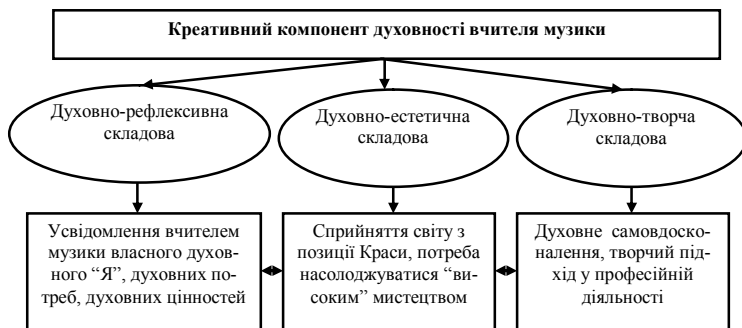 Креативний компонент духовності вчителя музики
Духовно-рефлексивна
складова
Духовно-естетична
складова
Духовно-творча
складова
Усвідомлення вчителем
музики власного духов-
ного “Я”, духовних по-
треб, духовних цінностей
Сприйняття світу з
позиції Краси, потреба
насолоджуватися “ви-
соким” мистецтвом
Духовне самовдоско-
налення, творчий під-
хід у професійній
діяльності